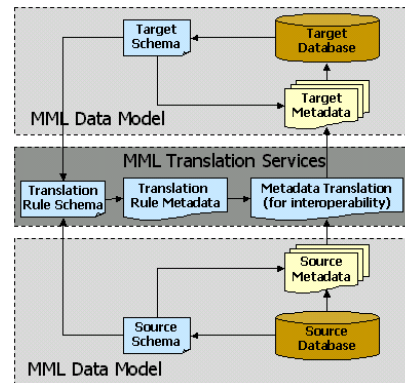 Target
Schema
Target
Database
Target
Metadata
MML Data Model
MML Translation Services
Translation
Rule Schema
Translation
Rule Metadata
Metadata Translation
(for interoperability)
Source
Metadata
Source
Schema
Source
Database
MML Data Model